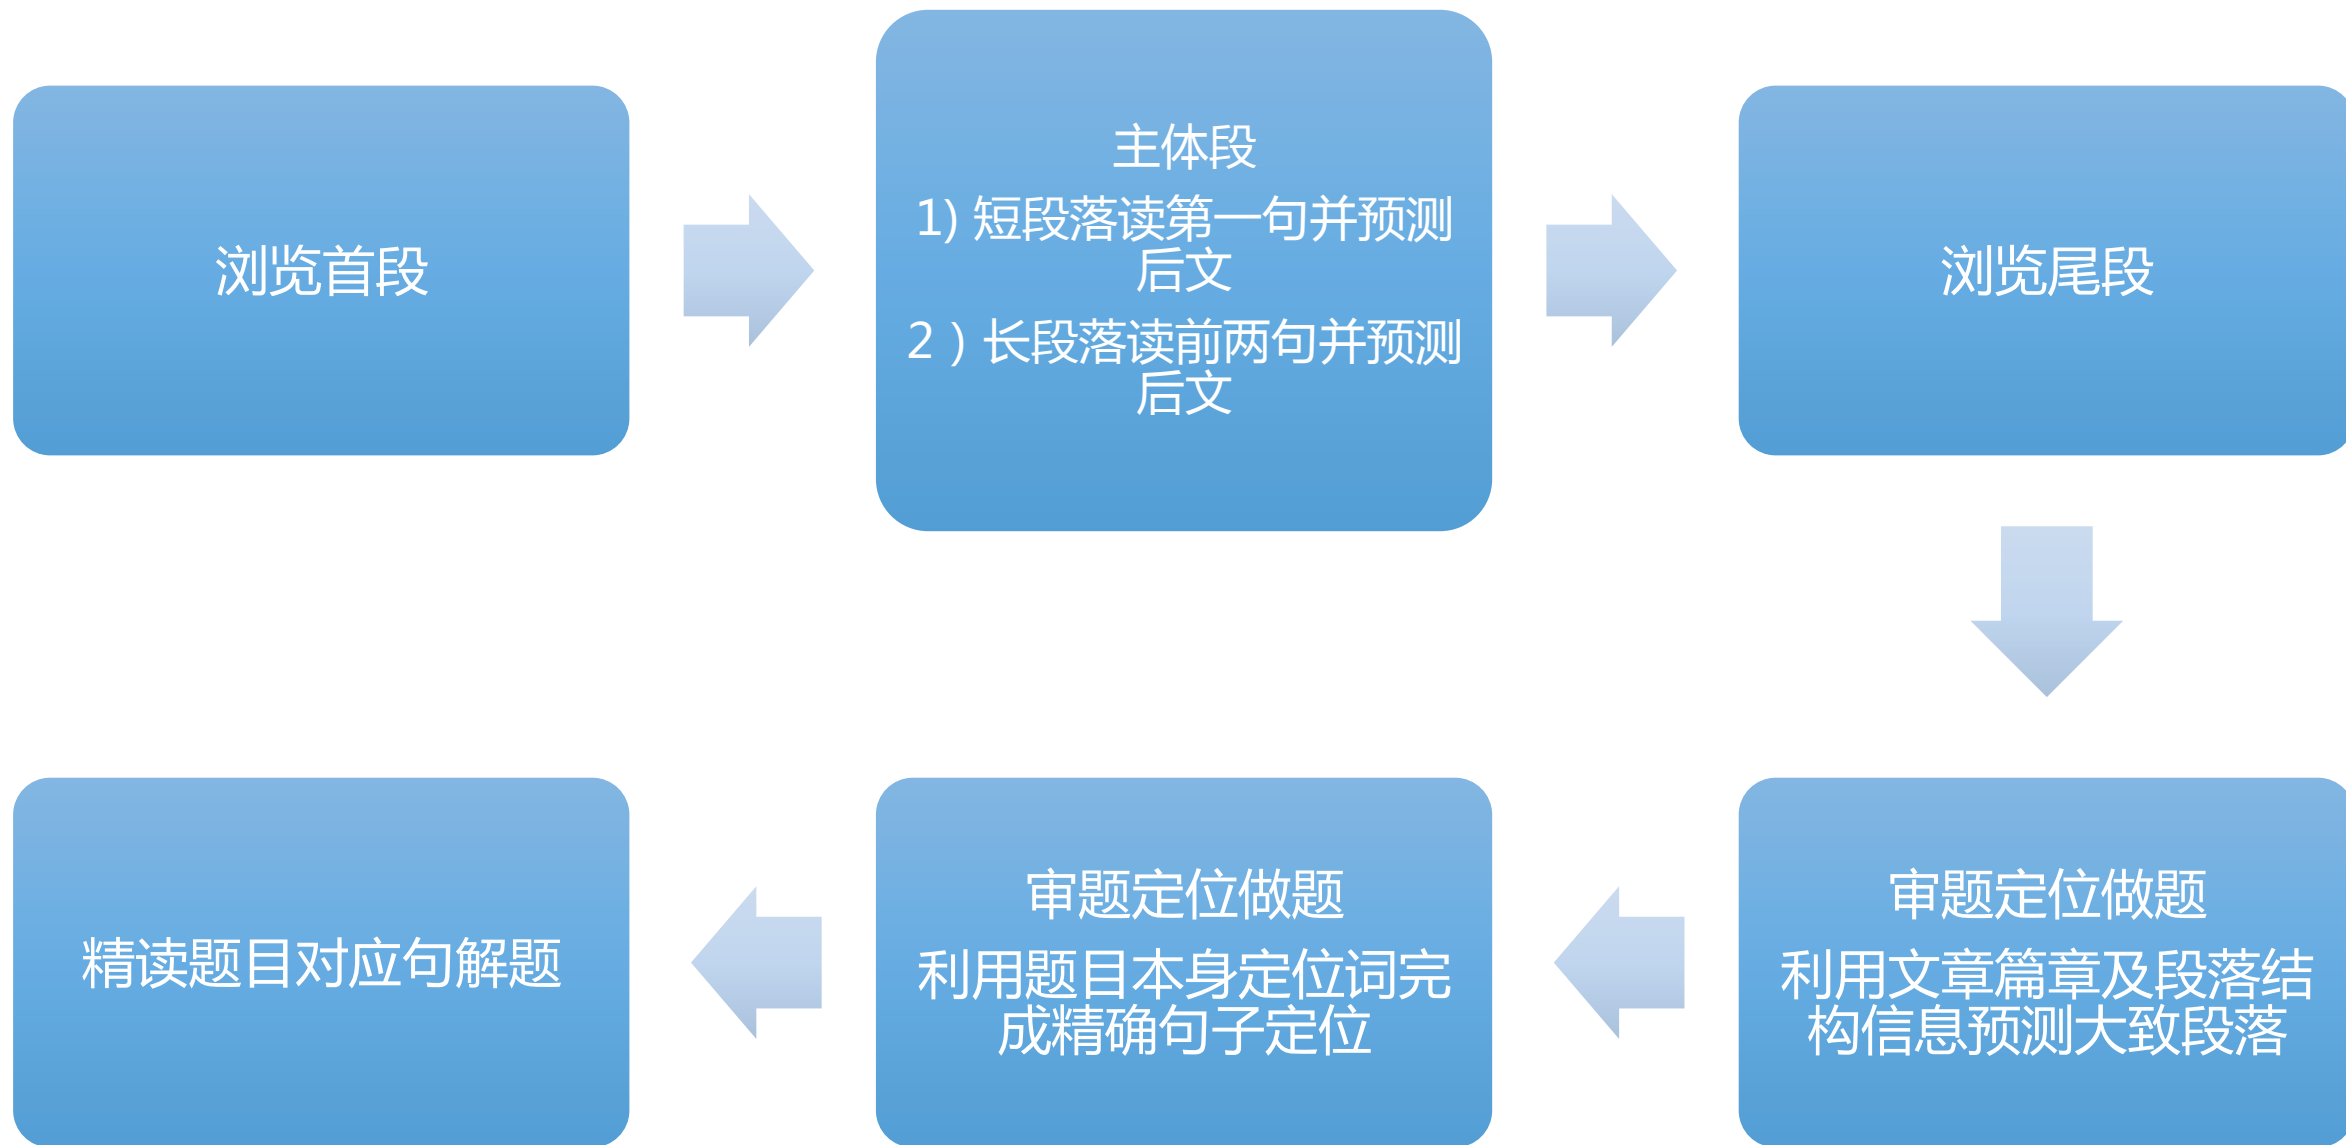 浏览首段
主体段
1) 短段落读第一句并预测
后文
2 ) 长段落读前两句并预测
后文
浏览尾段
审题定位做题
利用文章篇章及段落结
构信息预测大致段落
审题定位做题
利用题目本身定位词完
成精确句子定位
精读题目对应句解题